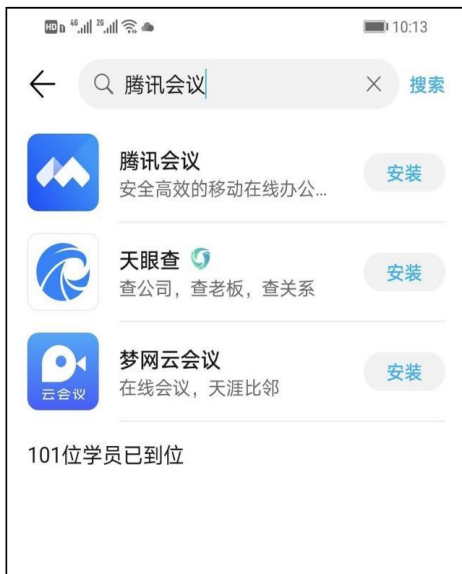 HD 4G 2G 10:13
腾讯会议 搜索
腾讯会议
安全高效的移动在线办公...
安装
天眼查
查公司，查老板，查关系
安装
云会议
梦网云会议
在线会议，天涯比邻
安装
101位学员已到位